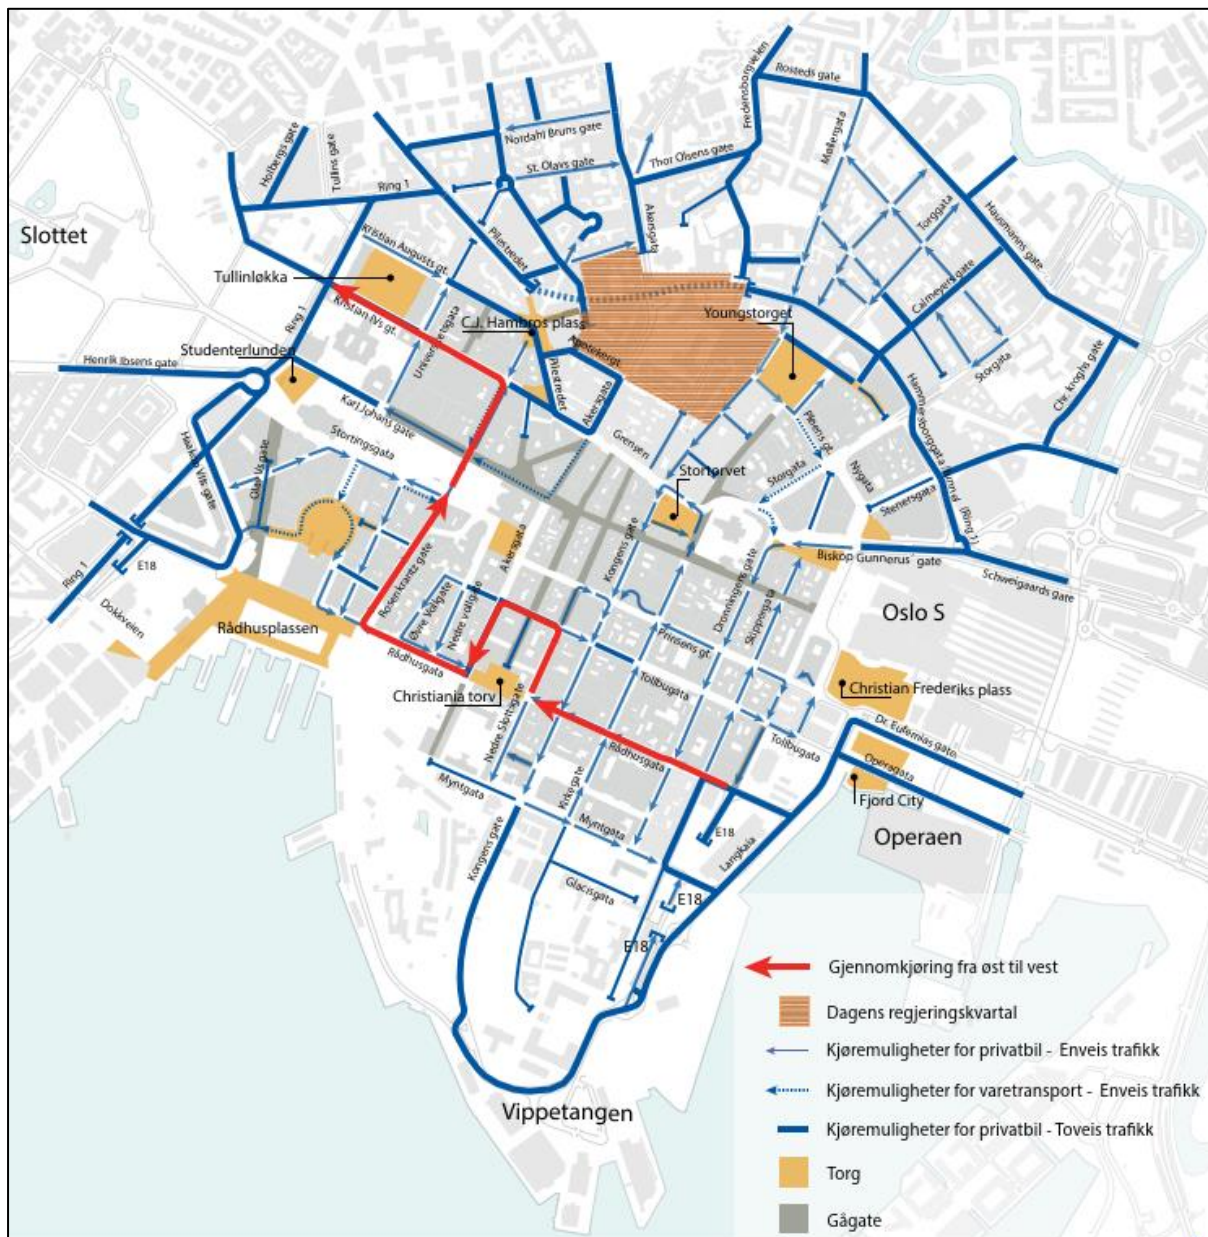 Rosteds gate
Fredensborgveien
Nordahl Bruns gate
St. Olavs gate
Thor Olsens gate
Møllergata
Holbergs gate
Tullins gate
Ring 1
Akersgata
Torggata
Hausmanns gate
Slottet
Kristian Augusts gt.
Pilestredet
Calmeyers gate
Tullinløkka
Kristian IVs gt.
C.J. Hambros plass
Youngstorget
Ring 1
Universitetsgata
Apotekergt.
Studenterlunden
Henrik Ibsens gate
Pilestredet
Akersgata
Storgata
Chr. kroghs gate
Hammersborggata tunnel (Ring 1)
Karl Johans gate
Stortingsgata
Grensen
Pløens gt.
Haakon VIIs gate
Olav Vs gate
Stortorvet
Storgata
Nygata
Stenersgata
Akersgata
Kongens gate
Biskop Gunnerus' gate
Schweigaards gate
Ring 1
E18
Dokkveien
Rosenkrantz gate
Øvre Vollgate
Nedre vollgate
Dronningens gate
Skippergata
Oslo S
Rådhusplassen
Rådhusgata
Prinsens gt.
Christiania torv
Tollbugata
Christian Frederiks plass
Nedre Slottsgate
Rådhusgata
Tollbugata
Dr. Eufemias gate
Operagata
Fjord City
Myntgata
Kirkegate
Myntgata
E18
Langkaia
Operaen
Kongens gate
Glacisgata
E18
E18
Vippetangen
Gjennomkjøring fra øst til vest
Dagens regjeringskvartal
Kjøremuligheter for privatbil - Enveis trafikk
Kjøremuligheter for varetransport - Enveis trafikk
Kjøremuligheter for privatbil - Toveis trafikk
Torg
Gågate